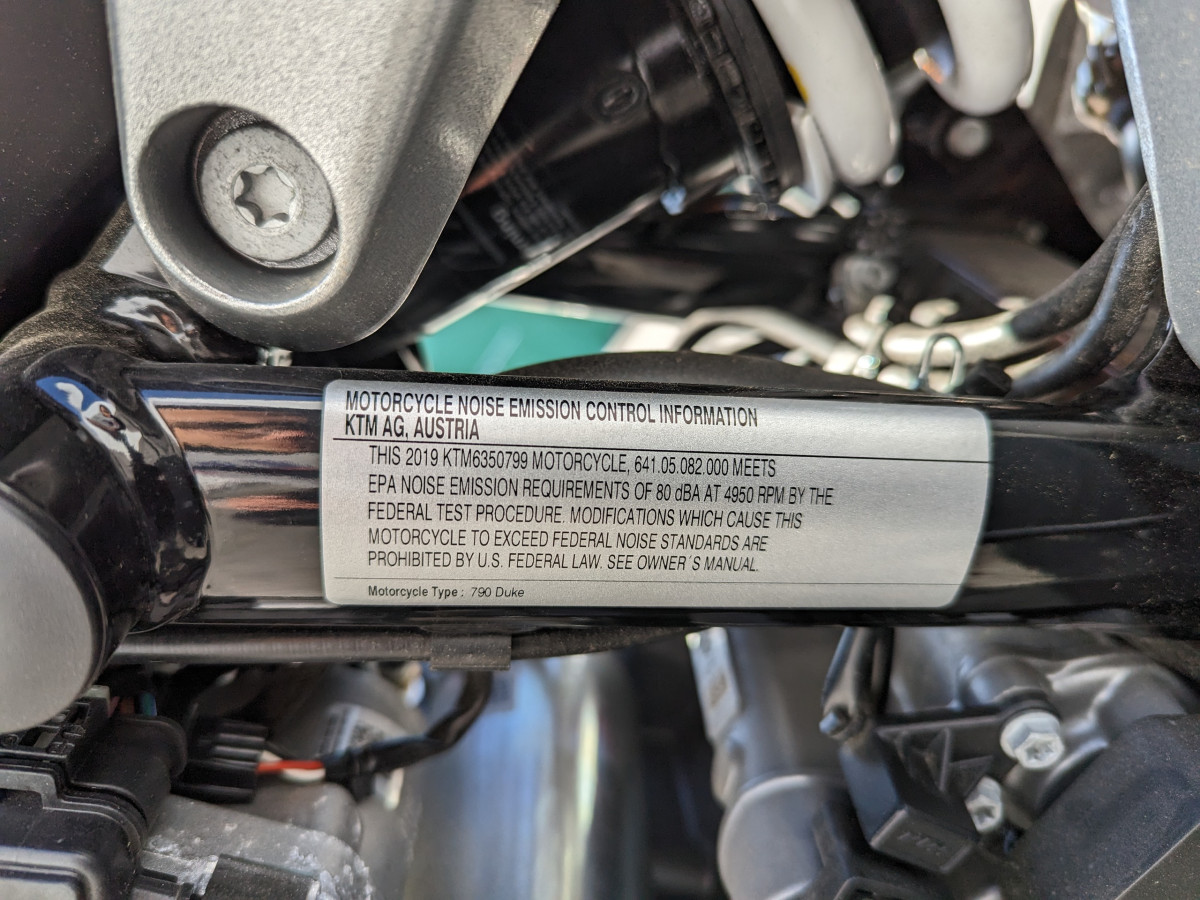 MOTORCYCLE NOISE EMISSION CONTROL INFORMATION
KTM AG, AUSTRIA
THIS 2019 KTM6350799 MOTORCYCLE, 641.05.082.000 MEETS
EPA NOISE EMISSION REQUIREMENTS OF 80 dBA AT 4950 RPM BY THE
FEDERAL TEST PROCEDURE. MODIFICATIONS WHICH CAUSE THIS
MOTORCYCLE TO EXCEED FEDERAL NOISE STANDARDS ARE
PROHIBITED BY U.S. FEDERAL LAW. SEE OWNER´S MANUAL.
Motorcycle Type : 790 Duke